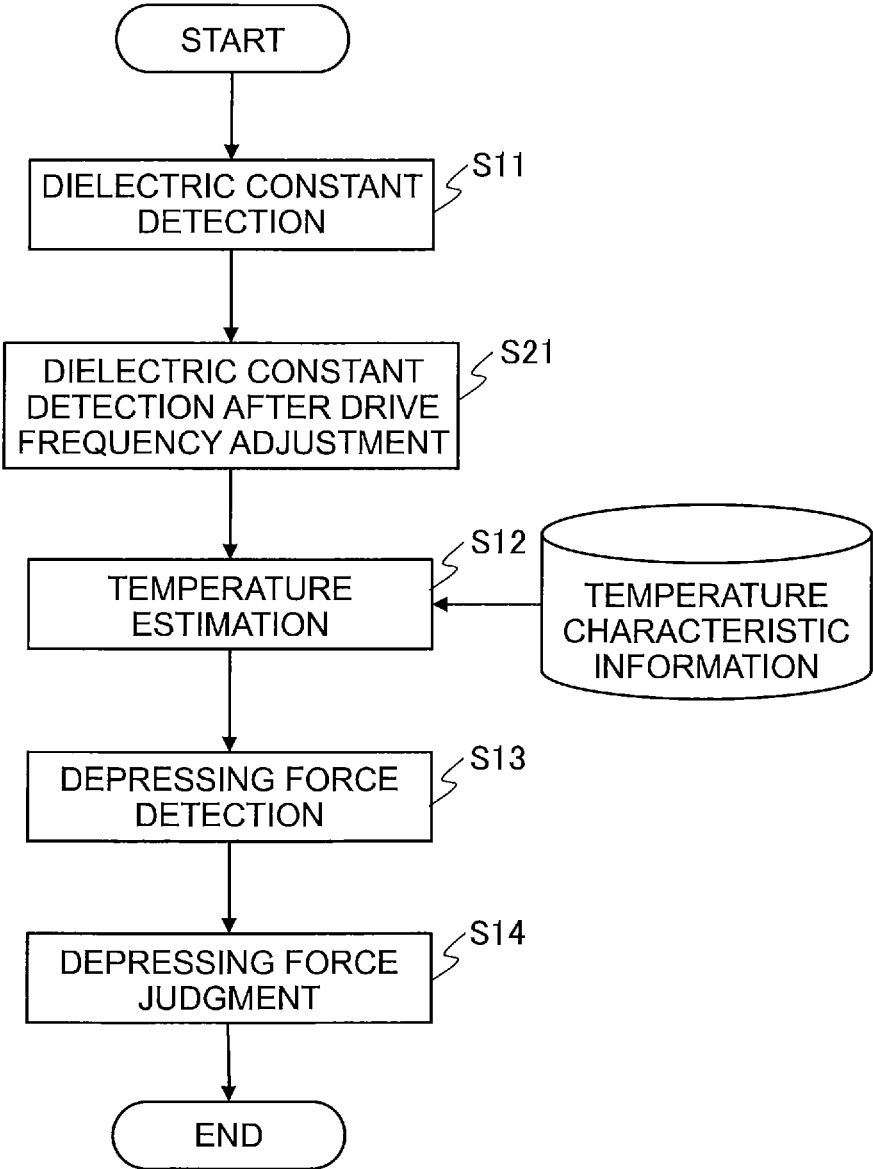 START
S11
DIELECTRIC CONSTANT
DETECTION
S21
DIELECTRIC CONSTANT
DETECTION AFTER DRIVE
FREQUENCY ADJUSTMENT
S12
TEMPERATURE
ESTIMATION
TEMPERATURE
CHARACTERISTIC
INFORMATION
S13
DEPRESSING FORCE
DETECTION
S14
DEPRESSING FORCE
JUDGMENT
END